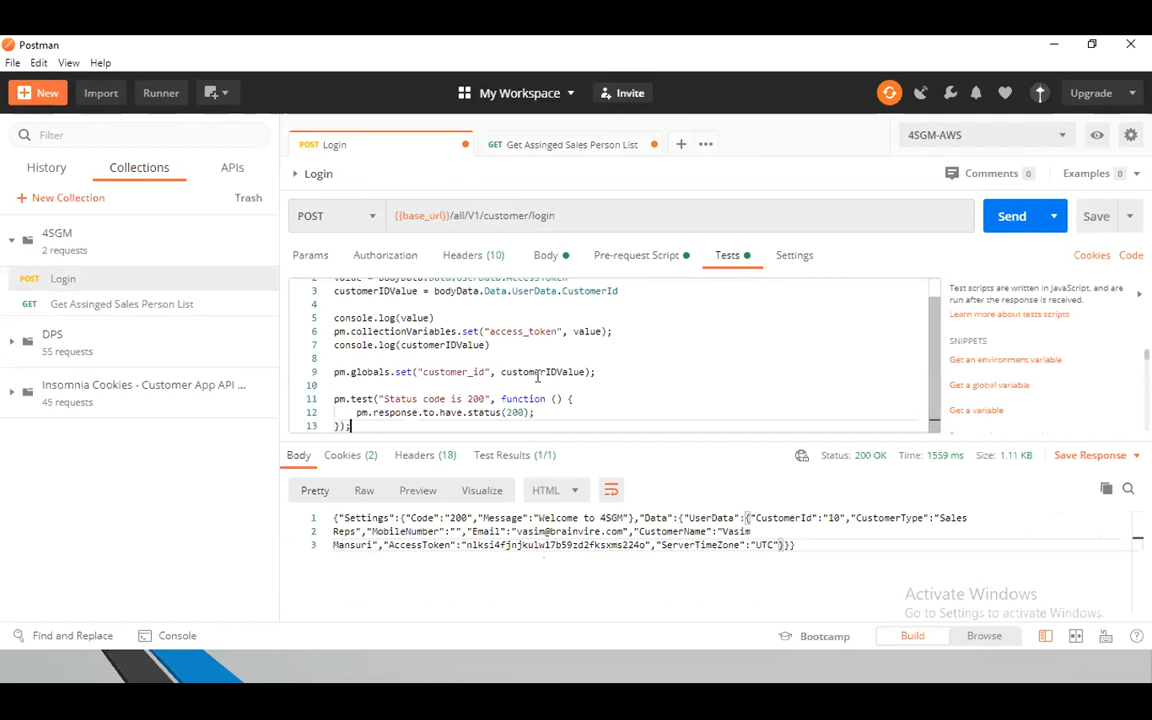 Postman
File Edit View Help
New Import Runner My Workspace Invite Upgrade
Filter
History Collections APIs
New Collection Trash
4SGM
2 requests
POST Login
GET Get Assinged Sales Person List
DPS
55 requests
Insomnia Cookies - Customer App API ...
45 requests
POST Login GET Get Assinged Sales Person List + ••• 4SGM-AWS
Login Comments 0 Examples 0
POST {{base_url}}/all/V1/customer/login Send Save
Params Authorization Headers (10) Body Pre-request Script Tests Settings Cookies Code
3 customerIDValue = bodyData.Data.UserData.CustomerId
4
5 console.log(value)
6 pm.collectionVariables.set("access_token", value);
7 console.log(customerIDValue)
8
9 pm.globals.set("customer_id", customerIDValue);
10
11 pm.test("Status code is 200", function () {
12 pm.response.to.have.status(200);
13 });
Test scripts are written in JavaScript, and are
run after the response is received.
Learn more about tests scripts
SNIPPETS
Get an environment variable
Get a global variable
Get a variable
Body Cookies (2) Headers (18) Test Results (1/1) Status: 200 OK Time: 1559 ms Size: 1.11 KB Save Response
Pretty Raw Preview Visualize HTML
1 {"Settings":{"Code":"200","Message":"Welcome to 4SGM"},"Data":{"UserData":{"CustomerId":"10","CustomerType":"Sales
2 Reps","MobileNumber":"","Email":"vasim@brainvire.com","CustomerName":"Vasim
3 Mansuri","AccessToken":"nlksi4fjnjkulw17b59zd2fksxms224o","ServerTimeZone":"UTC"}}}
Activate Windows
Go to Settings to activate Windows.
Find and Replace Console Bootcamp Build Browse